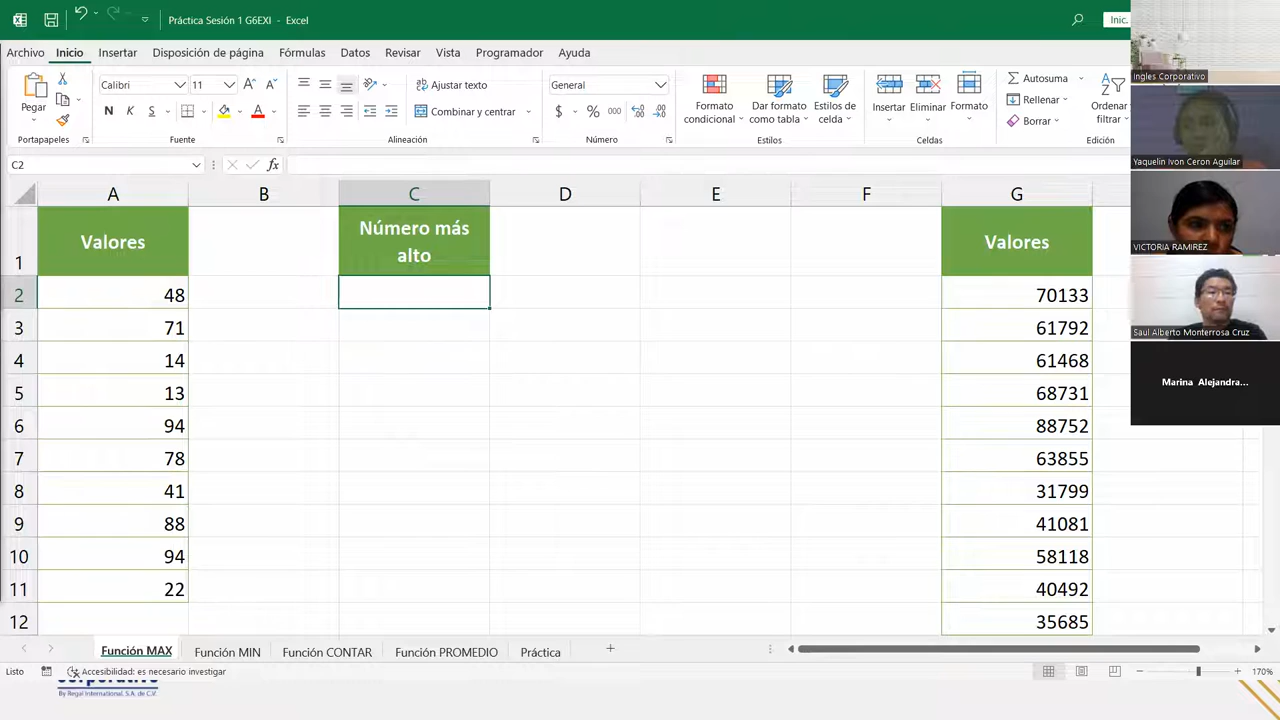 Práctica Sesión 1 G6EXI - Excel
Inic.
Archivo Inicio Insertar Disposición de página Fórmulas Datos Revisar Vista Programador Ayuda
Pegar
Calibri 11
N K S
Combinar y centrar
General
$ % 000
Formato condicional
Dar formato como tabla
Estilos de celda
Insertar Eliminar Formato
Autosuma
Rellenar
Borrar
Ordenar
filtrar
Portapapeles Fuente Alineación Número Estilos Celdas Edición
C2 fx
A B C D E F G
1 Valores Número más alto Valores
2 48 70133
3 71 61792
4 14 61468
5 13 68731
6 94 88752
7 78 63855
8 41 31799
9 88 41081
10 94 58118
11 22 40492
12 35685
Función MAX Función MIN Función CONTAR Función PROMEDIO Práctica
Listo Accesibilidad: es necesario investigar 170%
By Regal International, S.A. de C.V.
Ingles Corporativo
Yaquelin Ivon Ceron Aguilar
VICTORIA RAMIREZ
Saul Alberto Monterrosa Cruz
Marina Alejandra...